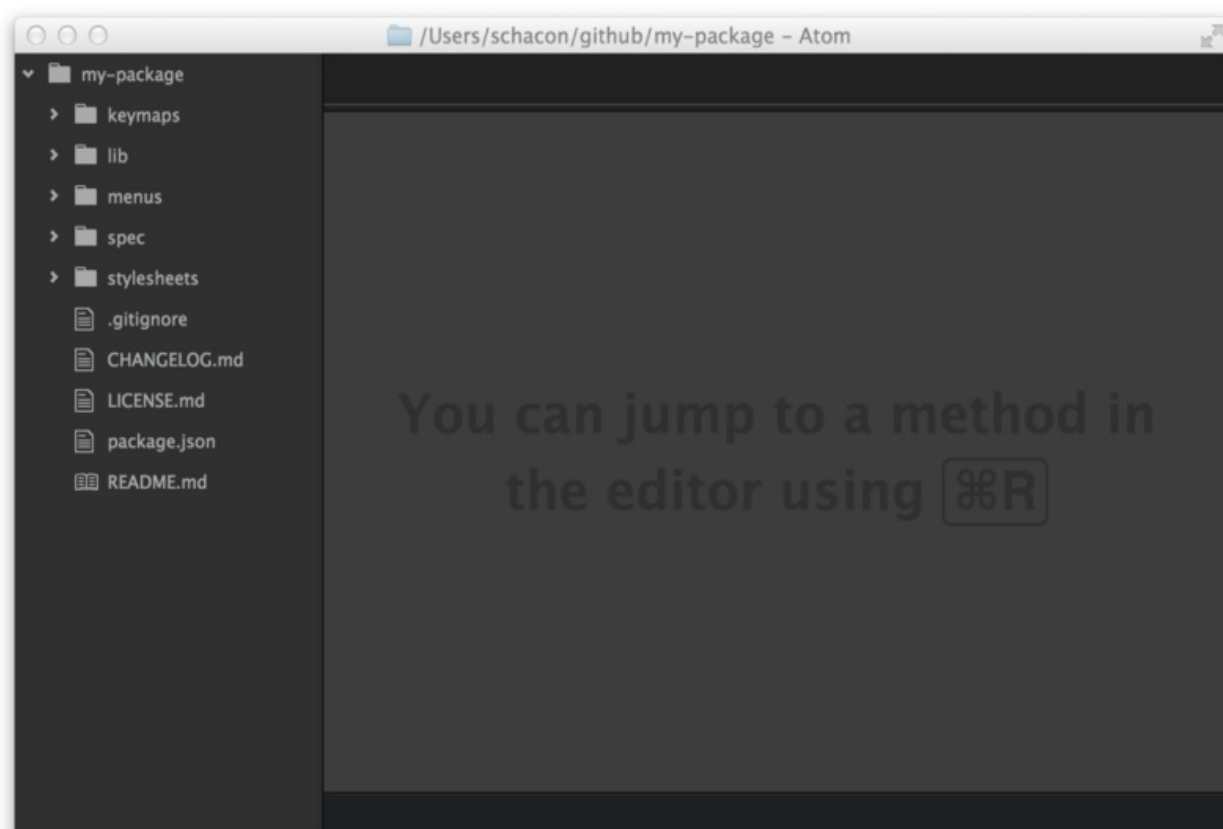 /Users/schacon/github/my-package – Atom
my-package
keymaps
lib
menus
spec
stylesheets
.gitignore
CHANGELOG.md
LICENSE.md
package.json
README.md
You can jump to a method in
the editor using ⌘R